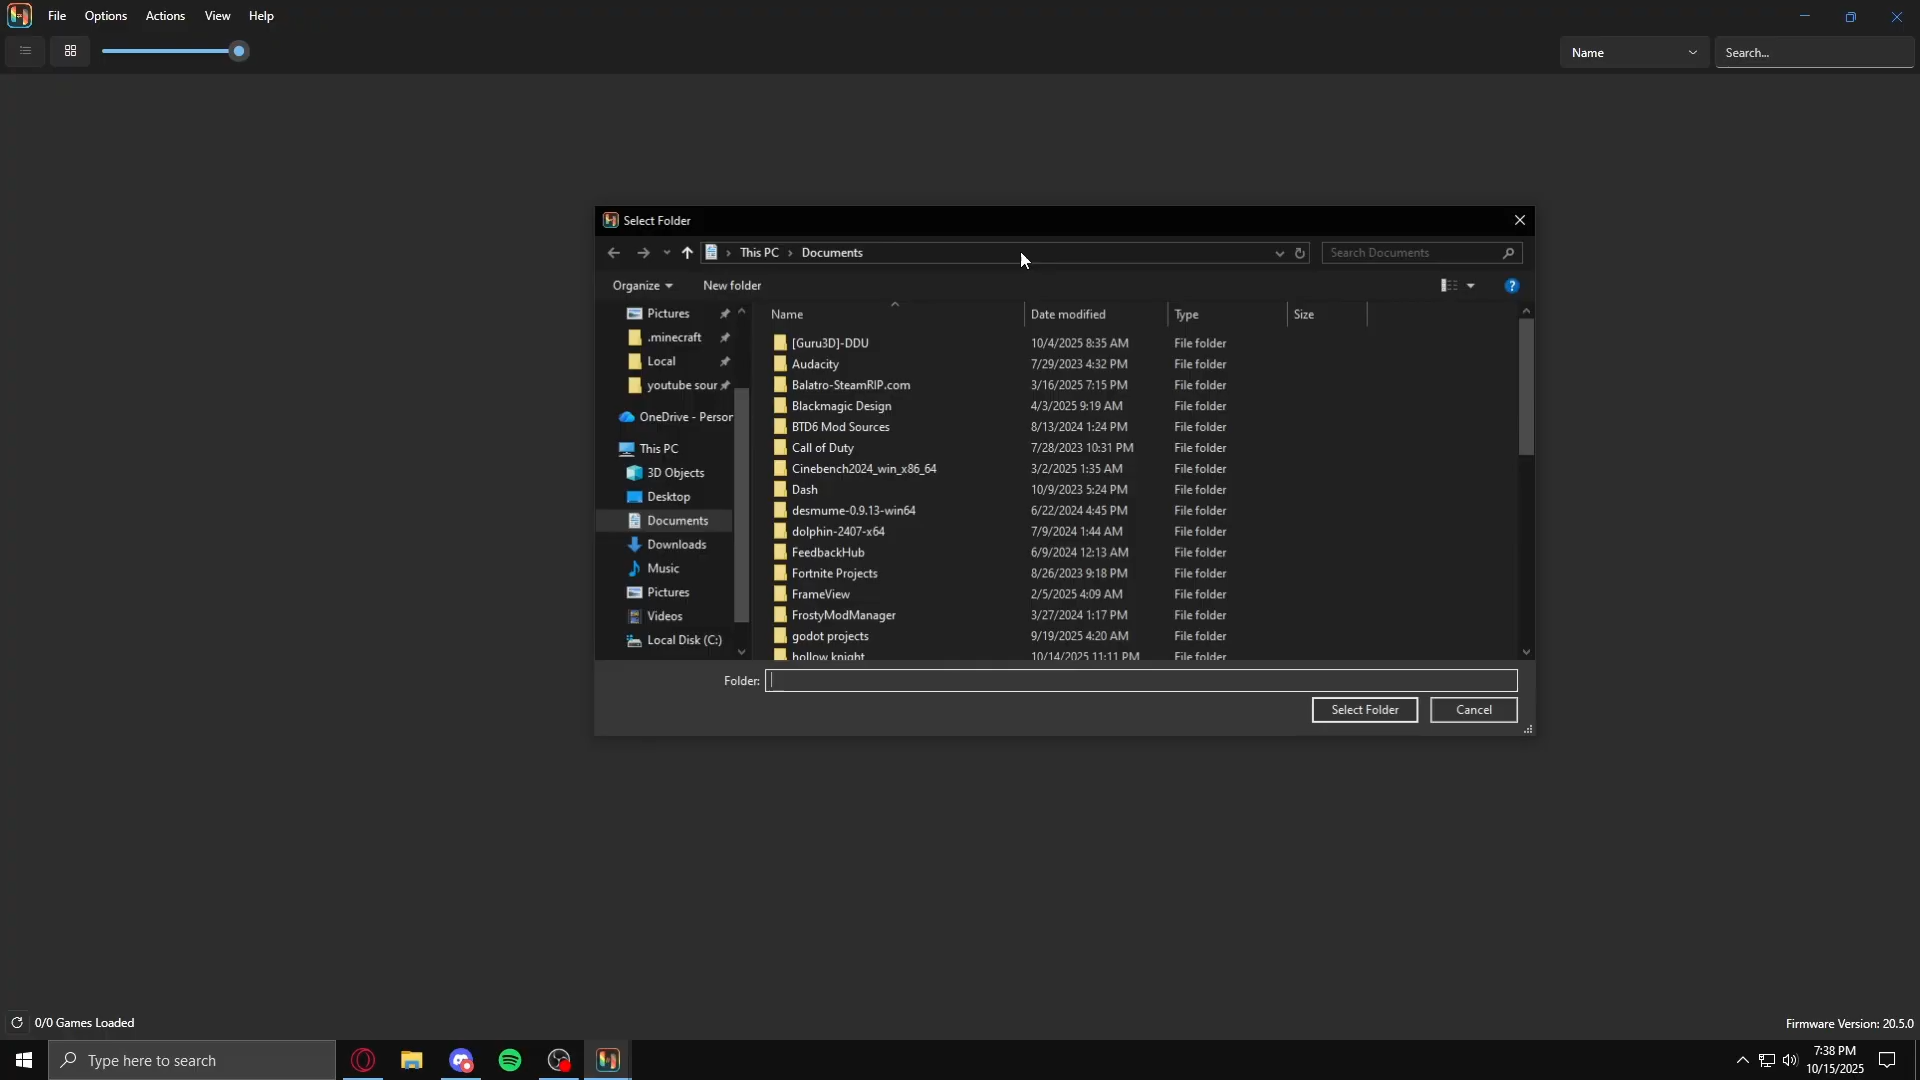 File Options Actions View Help
Name Search...
Select Folder
This PC Documents Search Documents
Organize New folder
Name Date modified Type Size
Pictures
.minecraft
Local
youtube sour
OneDrive - Person
This PC
3D Objects
Desktop
Documents
Downloads
Music
Pictures
Videos
Local Disk (C:)
[Guru3D]-DDU 10/4/2025 8:35 AM File folder
Audacity 7/29/2023 4:32 PM File folder
Balatro-SteamRIP.com 3/16/2025 7:15 PM File folder
Blackmagic Design 4/3/2025 9:19 AM File folder
BTD6 Mod Sources 8/13/2024 1:24 PM File folder
Call of Duty 7/28/2023 10:31 PM File folder
Cinebench2024_win_x86_64 3/2/2025 1:35 AM File folder
Dash 10/9/2023 5:24 PM File folder
desmume-0.9.13-win64 6/22/2024 4:45 PM File folder
dolphin-2407-x64 7/9/2024 1:44 AM File folder
FeedbackHub 6/9/2024 12:13 AM File folder
Fortnite Projects 8/26/2023 9:18 PM File folder
FrameView 2/5/2025 4:09 AM File folder
FrostyModManager 3/27/2024 1:17 PM File folder
godot projects 9/19/2025 4:20 AM File folder
hollow knight 10/14/2025 11:11 PM File folder
Folder:
Select Folder Cancel
0/0 Games Loaded Firmware Version: 20.5.0
Type here to search
7:38 PM
10/15/2025